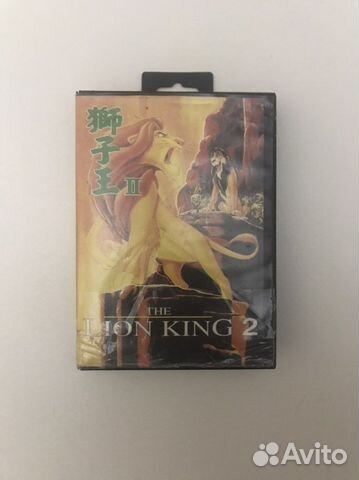 獅子王 II
THE
LION KING 2
Avito